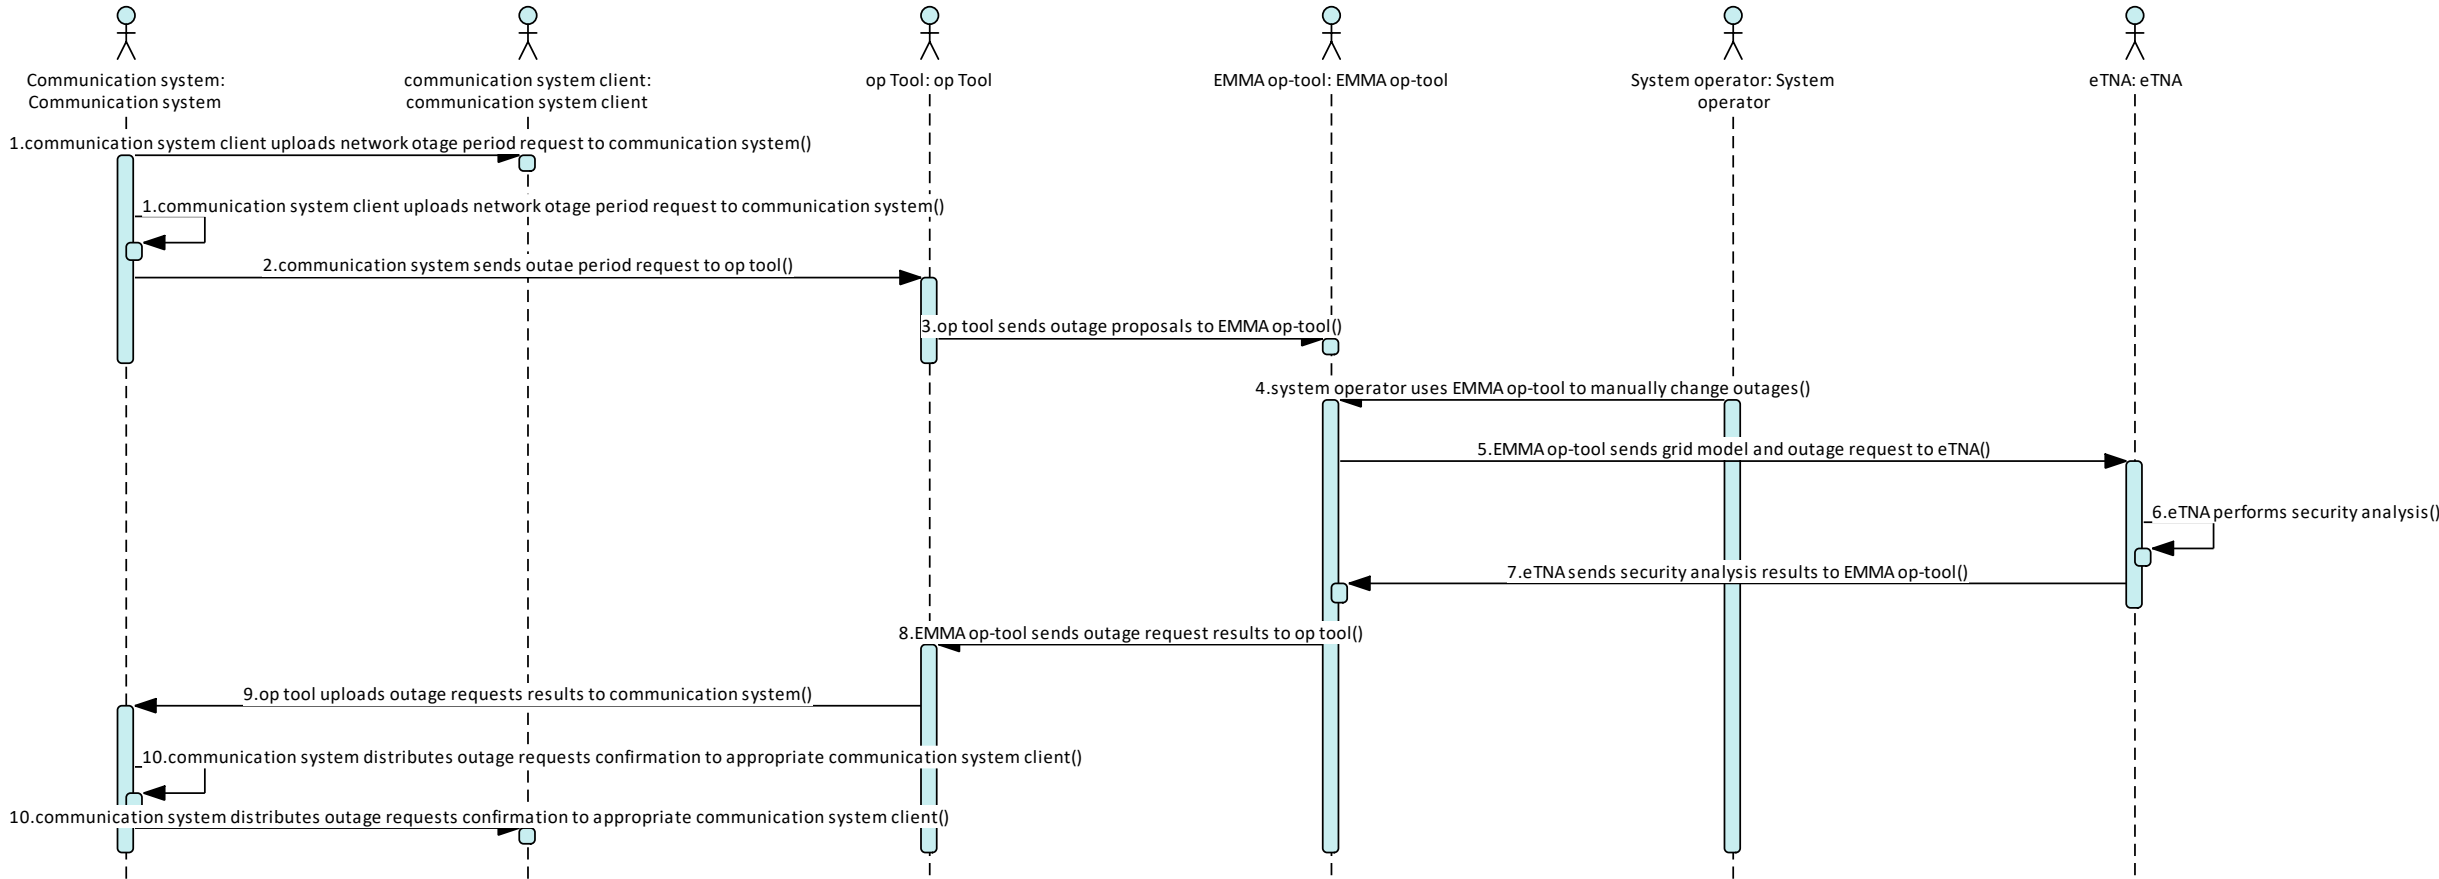 Communication system:
Communication system
communication system client:
communication system client
op Tool: op Tool
EMMA op-tool: EMMA op-tool
System operator: System
operator
eTNA: eTNA
1.communication system client uploads network otage period request to communication system()
1.communication system client uploads network otage period request to communication system()
2.communication system sends outae period request to op tool()
3.op tool sends outage proposals to EMMA op-tool()
4.system operator uses EMMA op-tool to manually change outages()
5.EMMA op-tool sends grid model and outage request to eTNA()
6.eTNA performs security analysis()
7.eTNA sends security analysis results to EMMA op-tool()
8.EMMA op-tool sends outage request results to op tool()
9.op tool uploads outage requests results to communication system()
10.communication system distributes outage requests confirmation to appropriate communication system client()
10.communication system distributes outage requests confirmation to appropriate communication system client()